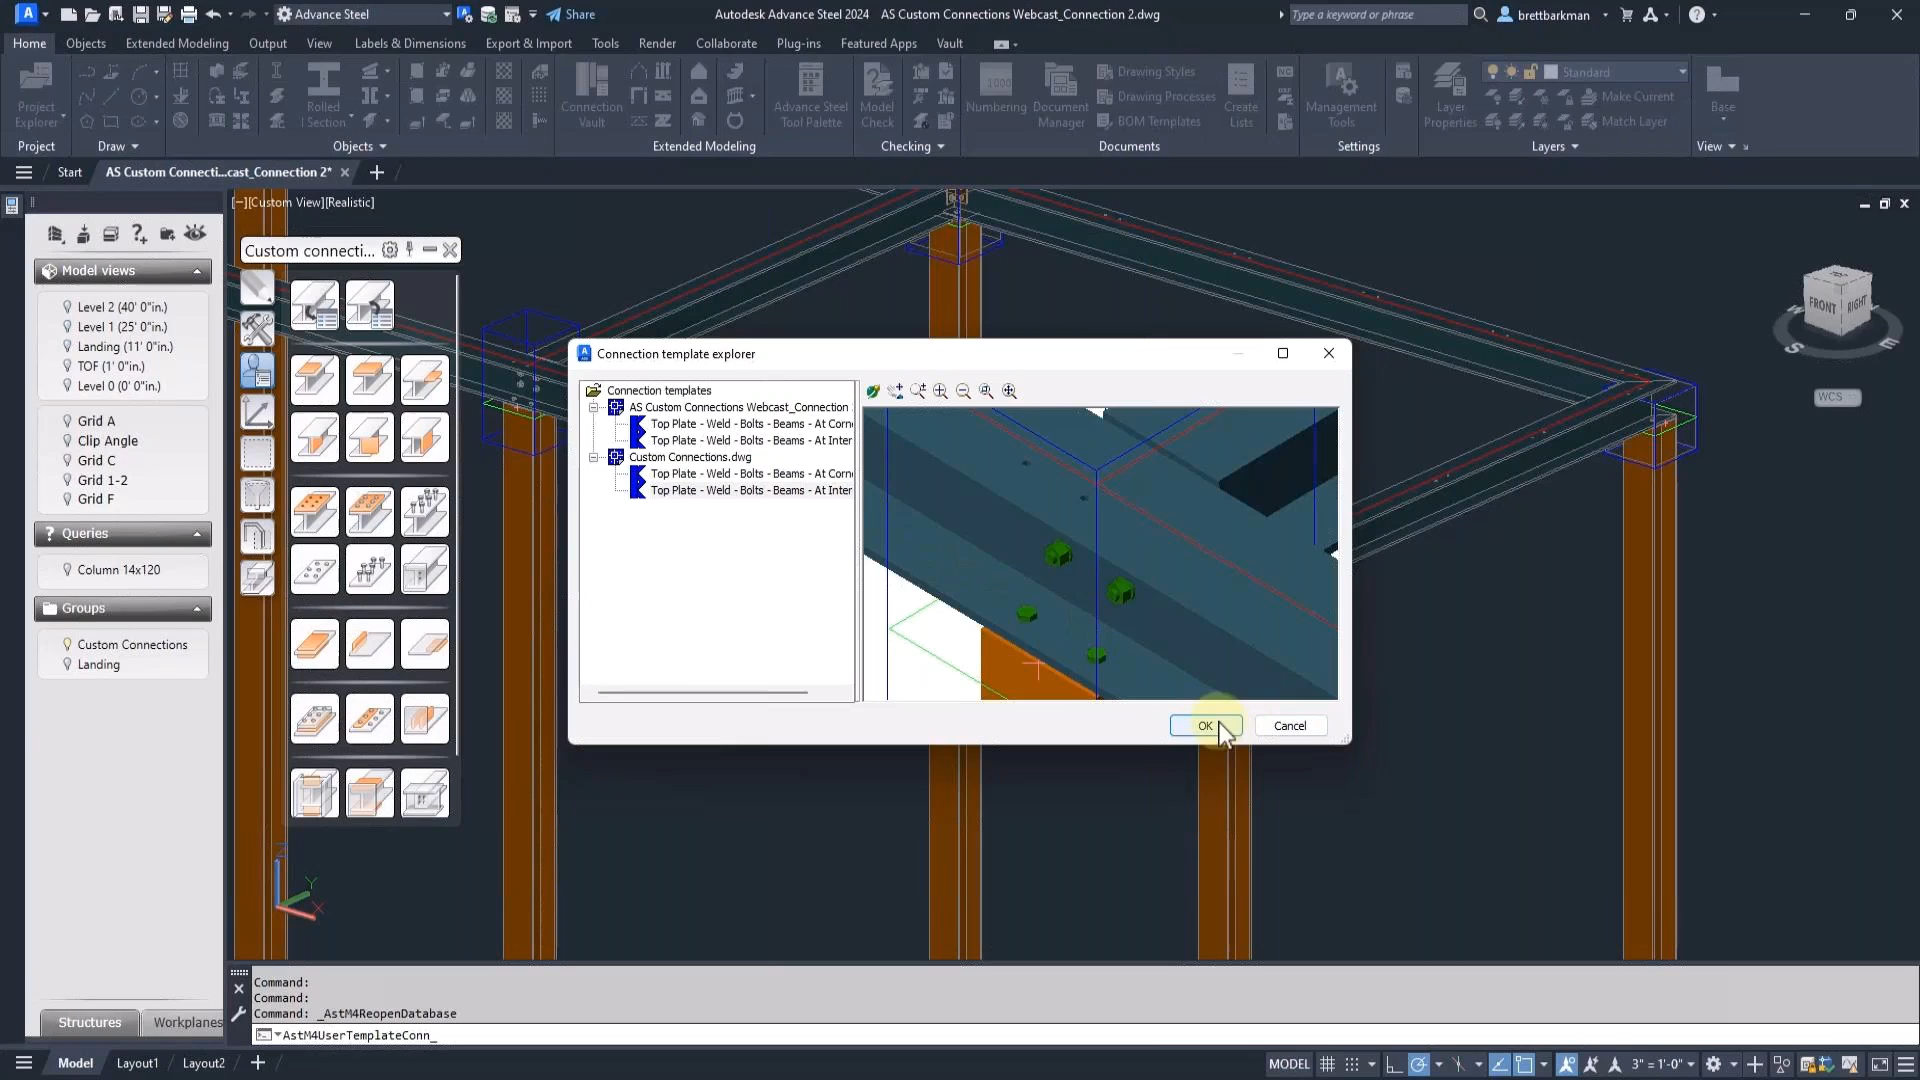 Advance Steel
Share
Autodesk Advance Steel 2024 AS Custom Connections Webcast_Connection 2.dwg
Type a keyword or phrase
brettbarkman
Home
Objects
Extended Modeling
Output
View
Labels & Dimensions
Export & Import
Tools
Render
Collaborate
Plug-ins
Featured Apps
Vault
Project
Explorer
Rolled
I Section
Connection
Vault
Advance Steel
Tool Palette
Model
Check
1000
Numbering
Document
Manager
Drawing Styles
Drawing Processes
BOM Templates
Create
Lists
NC
Management
Tools
Layer
Properties
Standard
Make Current
Match Layer
Base
Project
Draw
Objects
Extended Modeling
Checking
Documents
Settings
Layers
View
Start
AS Custom Connecti...cast_Connection 2*
[−][Custom View][Realistic]
Model views
Level 2 (40' 0"in.)
Level 1 (25' 0"in.)
Landing (11' 0"in.)
TOF (1' 0"in.)
Level 0 (0' 0"in.)
Grid A
Clip Angle
Grid C
Grid 1-2
Grid F
Queries
Column 14x120
Groups
Custom Connections
Landing
Structures
Workplanes
Custom connecti...
Connection template explorer
Connection templates
AS Custom Connections Webcast_Connection
Top Plate - Weld - Bolts - Beams - At Corn
Top Plate - Weld - Bolts - Beams - At Inter
Custom Connections.dwg
Top Plate - Weld - Bolts - Beams - At Corn
Top Plate - Weld - Bolts - Beams - At Inter
OK
Cancel
TOP
FRONT
RIGHT
W
S
E
WCS
Z
Y
X
Command:
Command:
Command: _AstM4ReopenDatabase
AstM4UserTemplateConn_
Model
Layout1
Layout2
MODEL
3" = 1'-0"